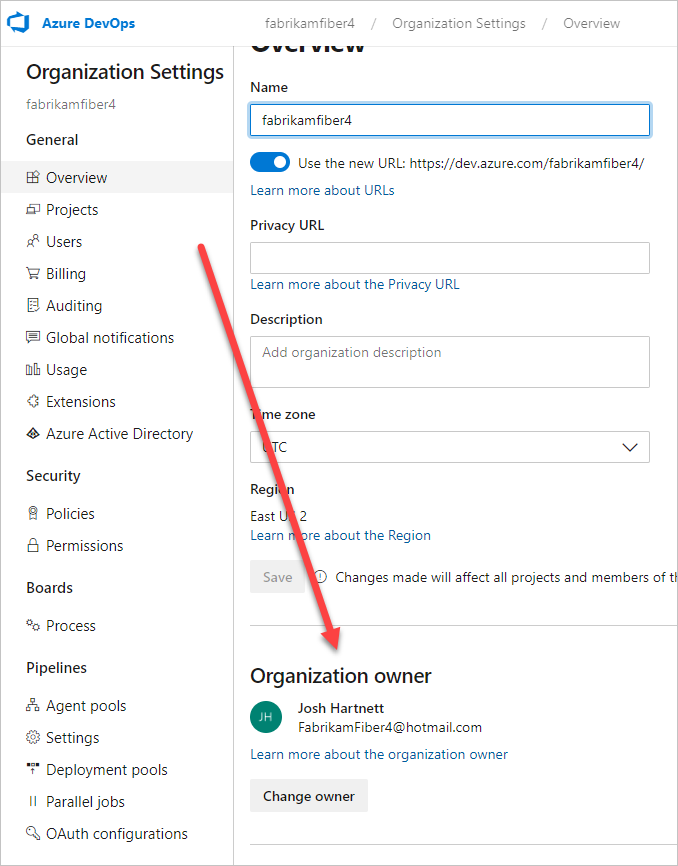 Azure DevOps
fabrikamfiber4 / Organization Settings / Overview
Organization Settings
fabrikamfiber4
General
Overview
Projects
Users
Billing
Auditing
Global notifications
Usage
Extensions
Azure Active Directory
Security
Policies
Permissions
Boards
Process
Pipelines
Agent pools
Settings
Deployment pools
Parallel jobs
OAuth configurations
Overview
Name
fabrikamfiber4
Use the new URL: https://dev.azure.com/fabrikamfiber4/
Learn more about URLs
Privacy URL
Learn more about the Privacy URL
Description
Add organization description
Time zone
UTC
Region
East US 2
Learn more about the Region
Save
Changes made will affect all projects and members of th
Organization owner
JH
Josh Hartnett
FabrikamFiber4@hotmail.com
Learn more about the organization owner
Change owner